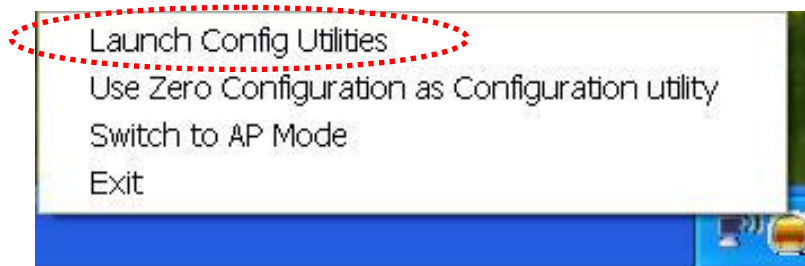 Launch Config Utilities
Use Zero Configuration as Configuration utility
Switch to AP Mode
Exit